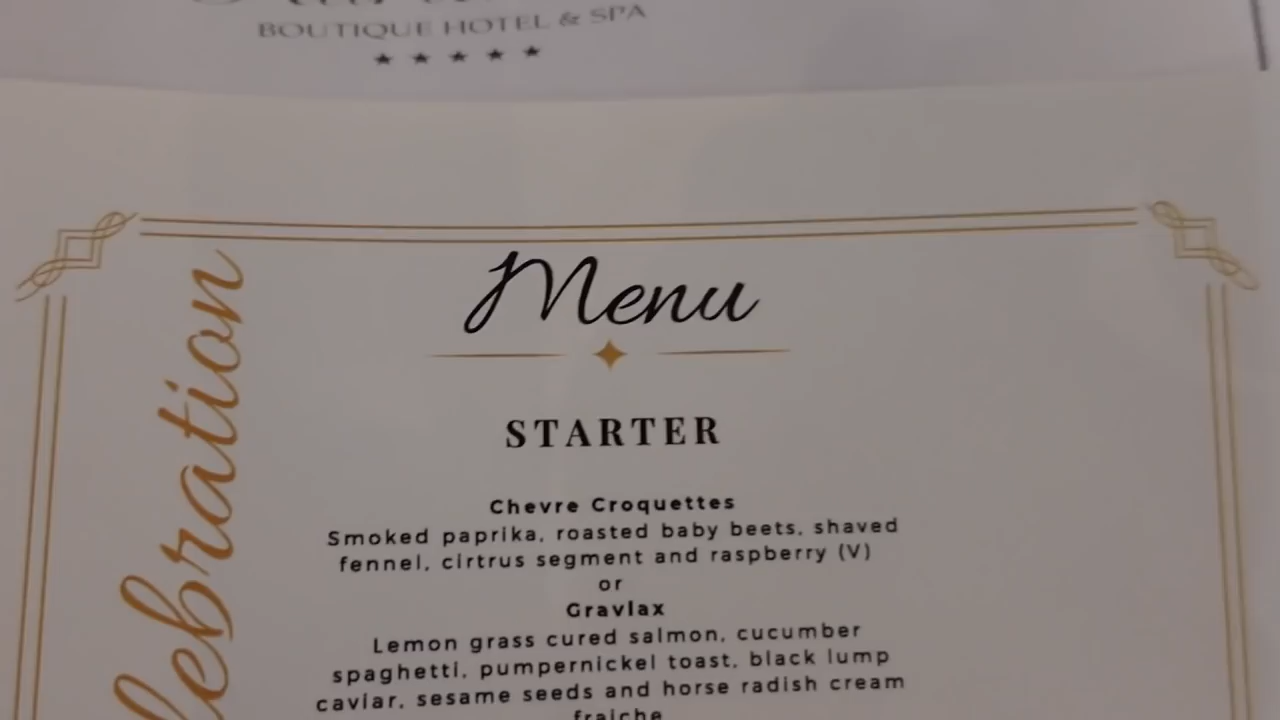 BOUTIQUE HOTEL & SPA
Menu
STARTER
Chevre Croquettes
Smoked paprika, roasted baby beets, shaved
fennel, cirtrus segment and raspberry (V)
or
Gravlax
Lemon grass cured salmon, cucumber
spaghetti, pumpernickel toast, black lump
caviar, sesame seeds and horse radish cream
fraiche
lebration